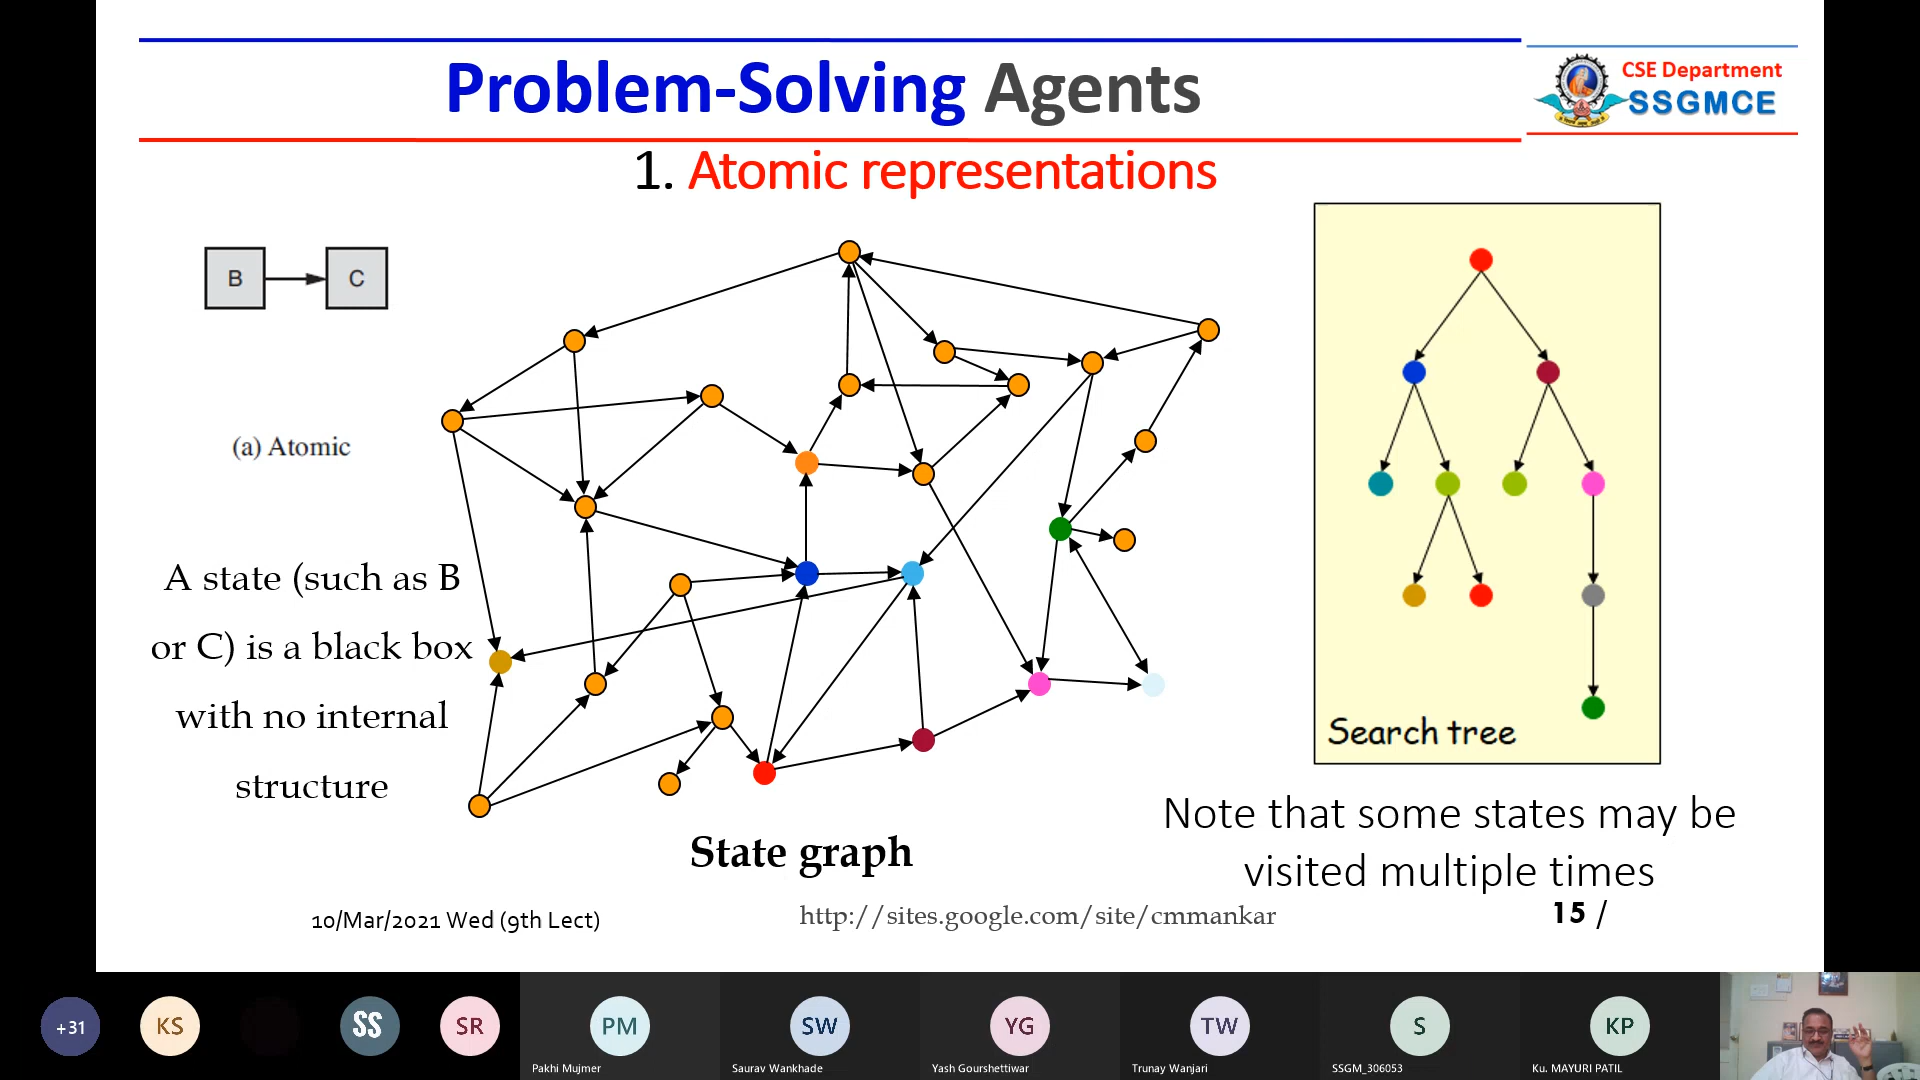 Problem-Solving Agents
CSE Department
SSGMCE
1. Atomic representations
B
C
(a) Atomic
A state (such as B
or C) is a black box
with no internal
structure
State graph
Search tree
Note that some states may be
visited multiple times
10/Mar/2021 Wed (9th Lect)
http://sites.google.com/site/cmmankar
15 /
+31
KS
SS
SR
PM
SW
YG
TW
S
KP
Pakhi Mujmer
Saurav Wankhade
Yash Gourshettiwar
Trunay Wanjari
SSGM_306053
Ku. MAYURI PATIL